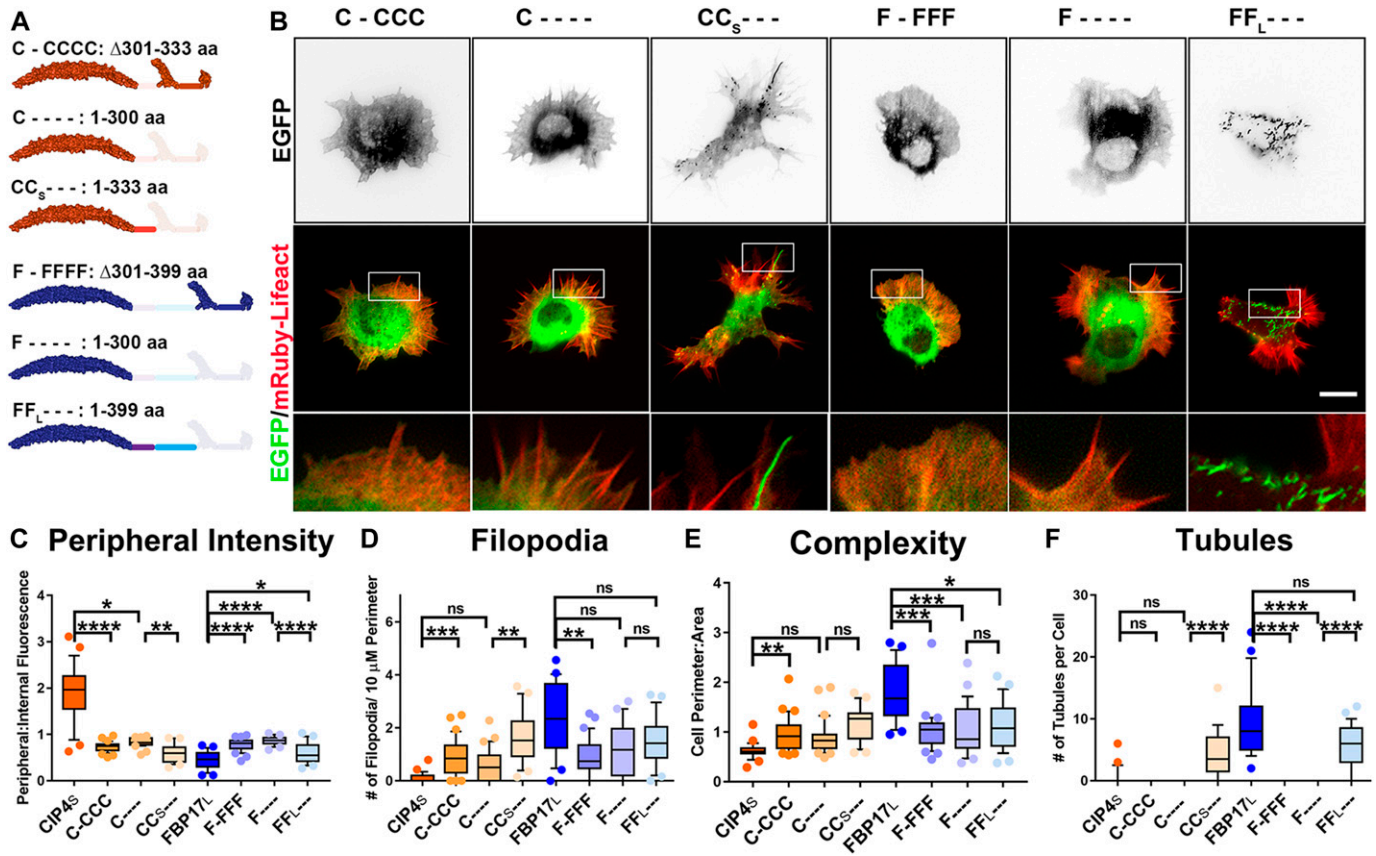 A
C - CCCC: Δ301-333 aa
C - - - - : 1-300 aa
CCS- - - : 1-333 aa
F - FFFF: Δ301-399 aa
F - - - - : 1-300 aa
FFL- - - : 1-399 aa
B
C - CCC
C - - - -
CCS- - -
F - FFF
F - - - -
FFL- - -
EGFP
EGFP/mRuby-Lifeact
C Peripheral Intensity
Peripheral:Internal Fluorescence
4
3
2
1
0
*
****
**
*
****
****
****
CIP4S
C-CCC
C----
CCS---
FBP17L
F-FFF
F----
FFL---
D Filopodia
# of Filopodia/ 10 µM Perimeter
6
4
2
0
ns
***
ns
**
ns
ns
**
ns
CIP4S
C-CCC
C----
CCS---
FBP17L
F-FFF
F----
FFL---
E Complexity
Cell Perimeter:Area
4
3
2
1
0
ns
**
ns
*
***
***
ns
CIP4S
C-CCC
C----
CCS---
FBP17L
F-FFF
F----
FFL---
F Tubules
# of Tubules per Cell
30
20
10
0
ns
ns
****
ns
****
****
****
CIP4S
C-CCC
C----
CCS---
FBP17L
F-FFF
F----
FFL---